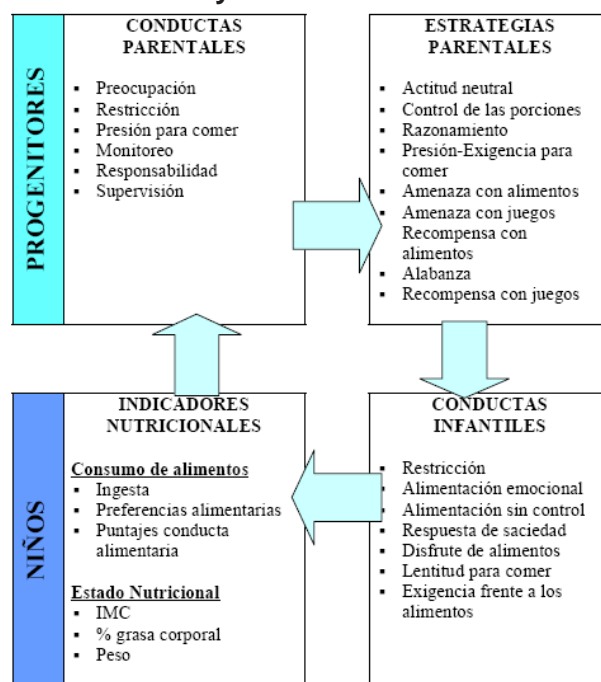 PROGENITORES
CONDUCTAS
PARENTALES
▪ Preocupación
▪ Restricción
▪ Presión para comer
▪ Monitoreo
▪ Responsabilidad
▪ Supervisión
ESTRATEGIAS
PARENTALES
▪ Actitud neutral
▪ Control de las porciones
▪ Razonamiento
▪ Presión-Exigencia para
comer
▪ Amenaza con alimentos
▪ Amenaza con juegos
Recompensa con
alimentos
▪ Alabanza
▪ Recompensa con juegos
NIÑOS
INDICADORES
NUTRICIONALES
Consumo de alimentos
▪ Ingesta
▪ Preferencias alimentarias
▪ Puntajes conducta
alimentaria
Estado Nutricional
▪ IMC
▪ % grasa corporal
▪ Peso
CONDUCTAS
INFANTILES
▪ Restricción
▪ Alimentación emocional
▪ Alimentación sin control
▪ Respuesta de saciedad
▪ Disfrute de alimentos
▪ Lentitud para comer
▪ Exigencia frente a los
alimentos